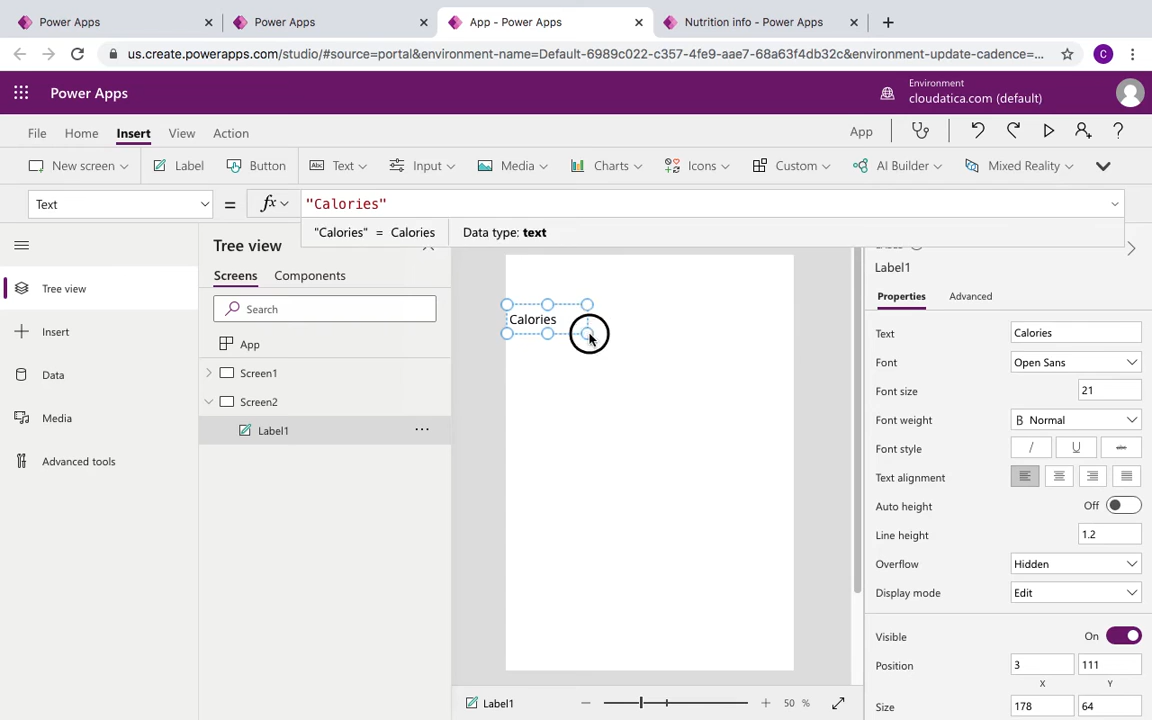 Power Apps
Power Apps
App - Power Apps
Nutrition info - Power Apps
us.create.powerapps.com/studio/#source=portal&environment-name=Default-6989c022-c357-4fe9-aae7-68a63f4db32c&environment-update-cadence=...
C
Power Apps
Environment
cloudatica.com (default)
File Home Insert View Action
App
New screen
Label
Button
Text
Input
Media
Charts
Icons
Custom
AI Builder
Mixed Reality
Text
= fx "Calories"
"Calories" = Calories Data type: text
Tree view
Screens Components
Search
App
Screen1
Screen2
Label1
Tree view
Insert
Data
Media
Advanced tools
Calories
Label1
50 %
Label1
Properties Advanced
Text Calories
Font Open Sans
Font size 21
Font weight B Normal
Font style / U abc
Text alignment
Auto height Off
Line height 1.2
Overflow Hidden
Display mode Edit
Visible On
Position 3 111
X Y
Size 178 64